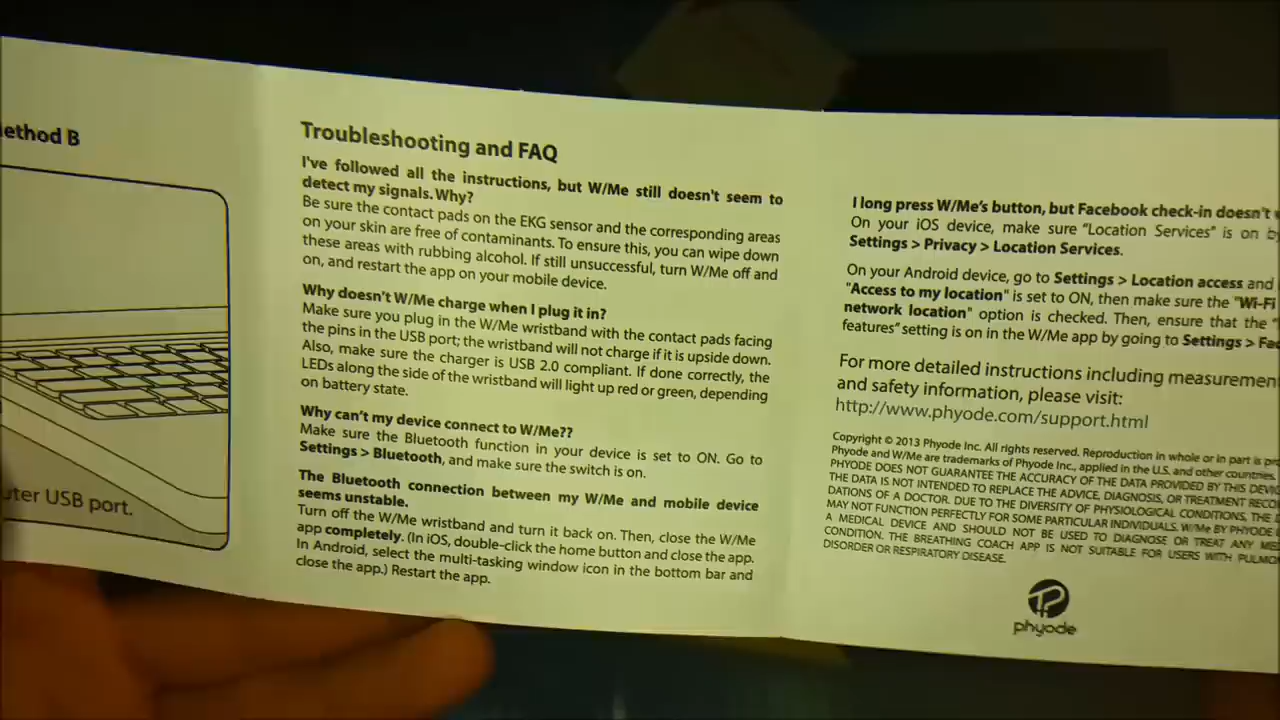 ethod B
uter USB port.
Troubleshooting and FAQ
I've followed all the instructions, but W/Me still doesn't seem to
detect my signals. Why?
Be sure the contact pads on the EKG sensor and the corresponding areas
on your skin are free of contaminants. To ensure this, you can wipe down
these areas with rubbing alcohol. If still unsuccessful, turn W/Me off and
on, and restart the app on your mobile device.
Why doesn't W/Me charge when I plug it in?
Make sure you plug in the W/Me wristband with the contact pads facing
the pins in the USB port; the wristband will not charge if it is upside down.
Also, make sure the charger is USB 2.0 compliant. If done correctly, the
LEDs along the side of the wristband will light up red or green, depending
on battery state.
Why can't my device connect to W/Me??
Make sure the Bluetooth function in your device is set to ON. Go to
Settings > Bluetooth, and make sure the switch is on.
The Bluetooth connection between my W/Me and mobile device
seems unstable.
Turn off the W/Me wristband and turn it back on. Then, close the W/Me
app completely. (In iOS, double-click the home button and close the app.
In Android, select the multi-tasking window icon in the bottom bar and
close the app.) Restart the app.
I long press W/Me's button, but Facebook check-in doesn't
On your iOS device, make sure "Location Services" is on by
Settings > Privacy > Location Services.
On your Android device, go to Settings > Location access and
"Access to my location" is set to ON, then make sure the "Wi-Fi
network location" option is checked. Then, ensure that the "
features" setting is on in the W/Me app by going to Settings > Fa
For more detailed instructions including measuremen
and safety information, please visit:
http://www.phyode.com/support.html
Copyright © 2013 Phyode Inc. All rights reserved. Reproduction in whole or in part is pr
Phyode and W/Me are trademarks of Phyode Inc., applied in the U.S. and other countries.
PHYODE DOES NOT GUARANTEE THE ACCURACY OF THE DATA PROVIDED BY THIS DEVIC
THE DATA IS NOT INTENDED TO REPLACE THE ADVICE, DIAGNOSIS, OR TREATMENT RECO
DATIONS OF A DOCTOR. DUE TO THE DIVERSITY OF PHYSIOLOGICAL CONDITIONS, THE
MAY NOT FUNCTION PERFECTLY FOR SOME PARTICULAR INDIVIDUALS. W/Me BY PHYODE I
A MEDICAL DEVICE AND SHOULD NOT BE USED TO DIAGNOSE OR TREAT ANY ME
CONDITION. THE BREATHING COACH APP IS NOT SUITABLE FOR USERS WITH PULMO
DISORDER OR RESPIRATORY DISEASE.
phyode